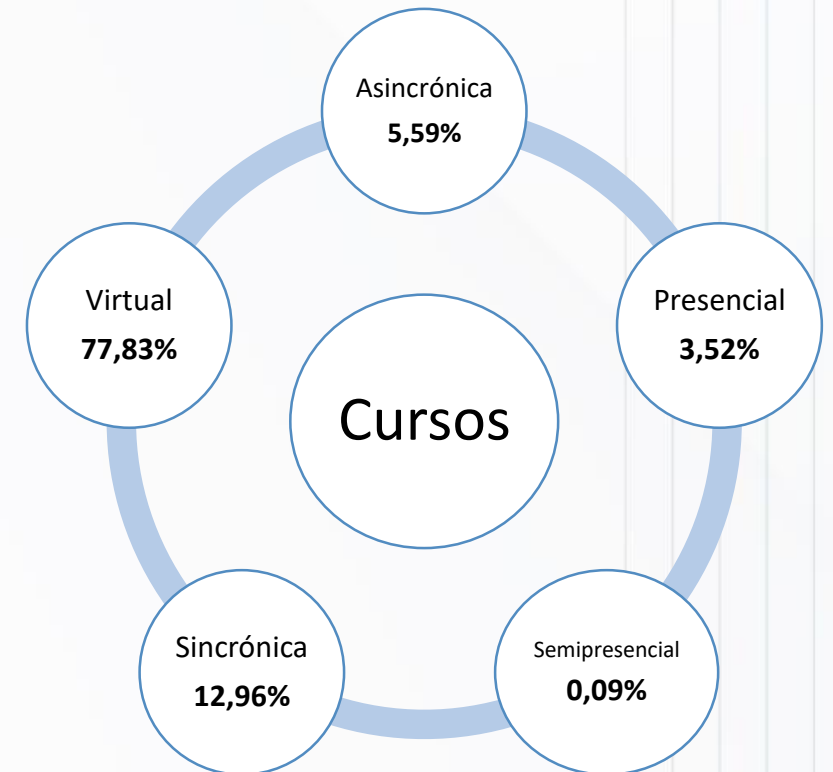 Asincrónica
5,59%
Virtual
77,83%
Presencial
3,52%
Cursos
Sincrónica
12,96%
Semipresencial
0,09%